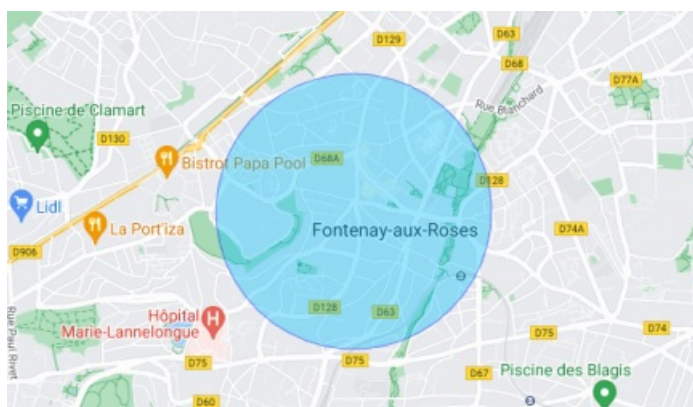 D129
D63
D68
D77A
Rue Blanchard
Piscine de Clamart
D130
D68A
Bistrot Papa Pool
D128
Lidl
La Port'iza
Fontenay-aux-Roses
D74A
D906
Rue Paul Rivet
Hôpital
Marie-Lannelongue
D128
D63
D75
D74
D75
D75
D67
Piscine des Blagis
D60